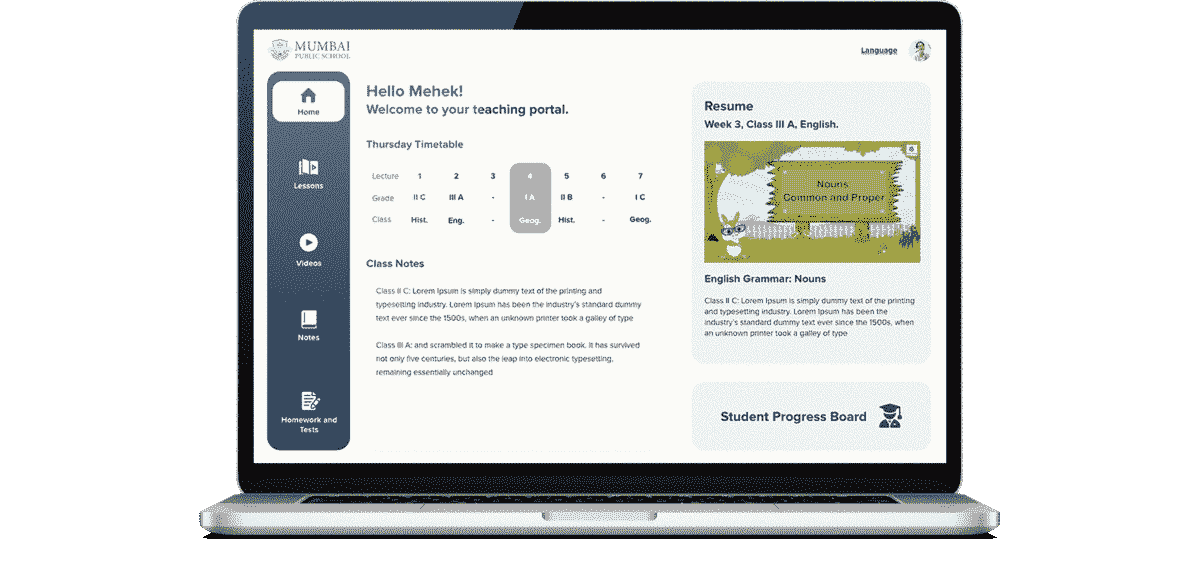 MUMBAI
PUBLIC SCHOOL
Language
Home
Lessons
Videos
Notes
Homework and
Tests
Hello Mehek!
Welcome to your teaching portal.
Thursday Timetable
Lecture 1 2 3 4 5 6 7
Grade II C III A - I A II B - I C
Class Hist. Eng. - Geog. Hist. - Geog.
Class Notes
Class II C: Lorem Ipsum is simply dummy text of the printing and
typesetting industry. Lorem Ipsum has been the industry's standard dummy
text ever since the 1500s, when an unknown printer took a galley of type
Class III A: and scrambled it to make a type specimen book. It has survived
not only five centuries, but also the leap into electronic typesetting,
remaining essentially unchanged
Resume
Week 3, Class III A, English.
Nouns
Common and Proper
English Grammar: Nouns
Class II C: Lorem Ipsum is simply dummy text of the printing
and typesetting industry. Lorem Ipsum has been the
industry's standard dummy text ever since the 1500s, when
an unknown printer took a galley of type
Student Progress Board